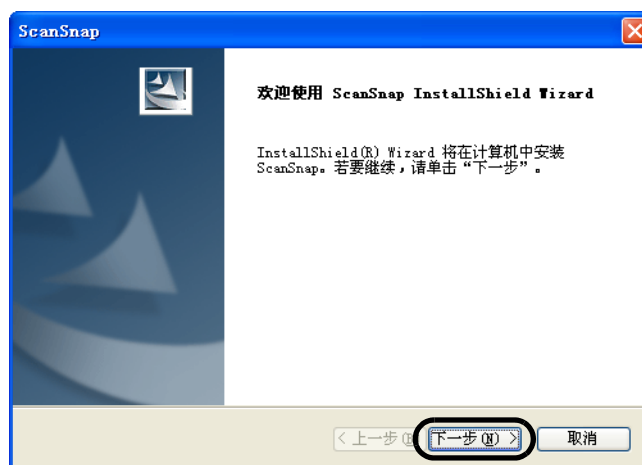 ScanSnap
欢迎使用 ScanSnap InstallShield Wizard
InstallShield(R) Wizard 将在计算机中安装
ScanSnap。若要继续，请单击“下一步”。
< 上一步(B)
下一步(N) >
取消